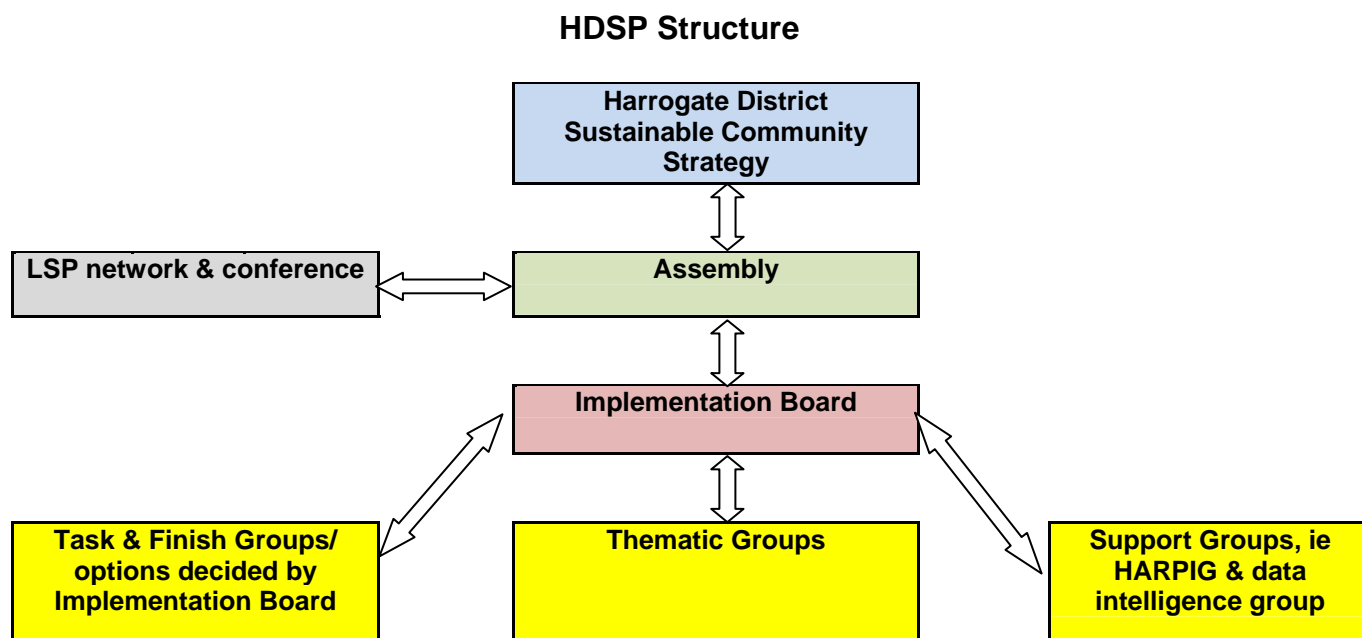 HDSP Structure
Harrogate District
Sustainable Community
Strategy
LSP network & conference
Assembly
Implementation Board
Task & Finish Groups/
options decided by
Implementation Board
Thematic Groups
Support Groups, ie
HARPIG & data
intelligence group